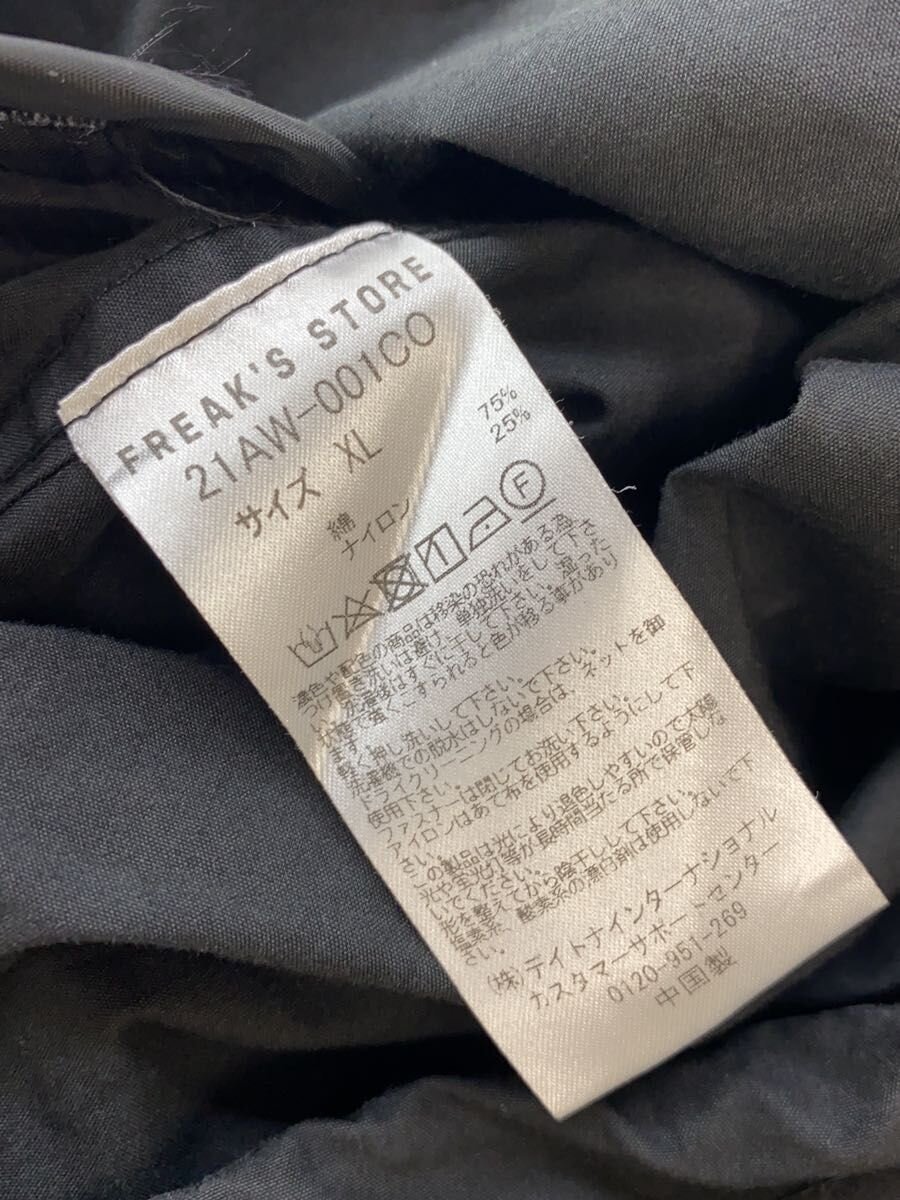 FREAK'S STORE
21AW-001CO
サイズ XL
綿 75%
ナイロン 25%
F
濃色や配色の商品は移染の恐れがある為
つけ置き洗いは避け、単独洗いをして下さ
い。洗濯後はすぐに干して下さい。湿った
状態で強くこすられると色が移る事があり
ます。
軽く押し洗いして下さい。
洗濯機での脱水はしないで下さい。
ドライクリーニングの場合は、ネットを御
使用下さい。
ファスナーは閉じてお洗い下さい。
アイロンはあて布を使用するようにして下
さい。
この製品は光により退色しやすいので太陽
光や蛍光灯等が長時間当たる所で保管しな
いでください。
形を整えてから陰干しして下さい。
塩素系、酸素系の漂白剤は使用しないで下
(株)デイトナインターナショナル
カスタマーサポートセンター
0120-951-269
中国製